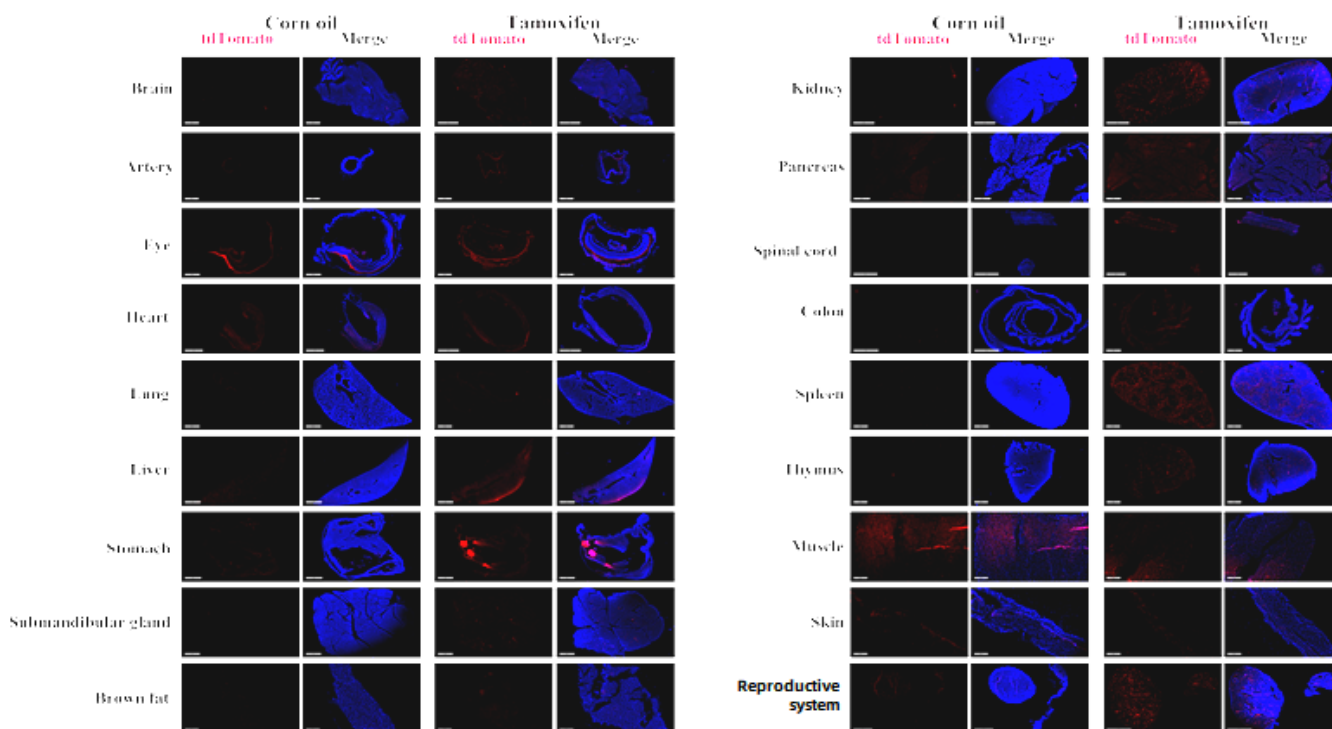 Corn oil Tamoxifen
tdTomato Merge tdTomato Merge
Brain
Artery
Eye
Heart
Lung
Liver
Stomach
Submandibular gland
Brown fat
Corn oil Tamoxifen
tdTomato Merge tdTomato Merge
Kidney
Pancreas
Spinal cord
Colon
Spleen
Thymus
Muscle
Skin
Reproductive
system